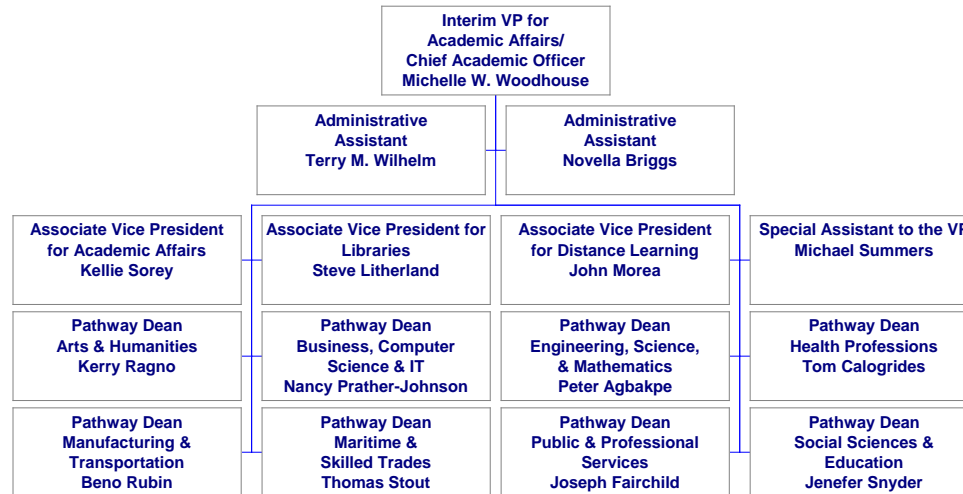 Interim VP for
Academic Affairs/
Chief Academic Officer
Michelle W. Woodhouse
Administrative
Assistant
Terry M. Wilhelm
Administrative
Assistant
Novella Briggs
Associate Vice President
for Academic Affairs
Kellie Sorey
Associate Vice President for
Libraries
Steve Litherland
Associate Vice President
for Distance Learning
John Morea
Special Assistant to the VP
Michael Summers
Pathway Dean
Arts & Humanities
Kerry Ragno
Pathway Dean
Business, Computer
Science & IT
Nancy Prather-Johnson
Pathway Dean
Engineering, Science,
& Mathematics
Peter Agbakpe
Pathway Dean
Health Professions
Tom Calogrides
Pathway Dean
Manufacturing &
Transportation
Beno Rubin
Pathway Dean
Maritime &
Skilled Trades
Thomas Stout
Pathway Dean
Public & Professional
Services
Joseph Fairchild
Pathway Dean
Social Sciences &
Education
Jenefer Snyder